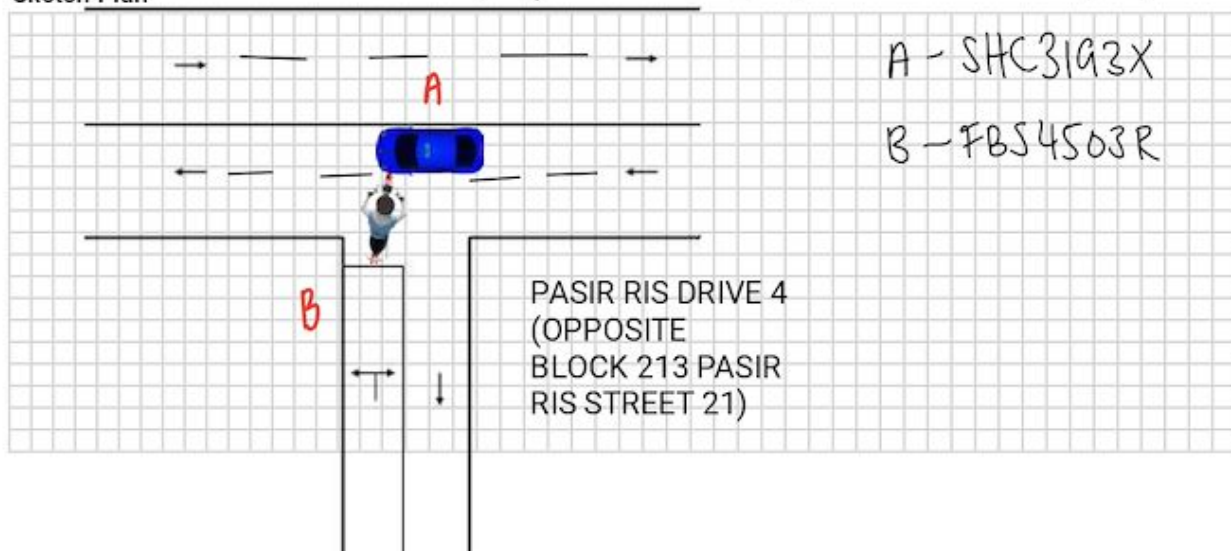 A - SHC3193X
A
B - FBS4503R
B
PASIR RIS DRIVE 4
(OPPOSITE
BLOCK 213 PASIR
RIS STREET 21)